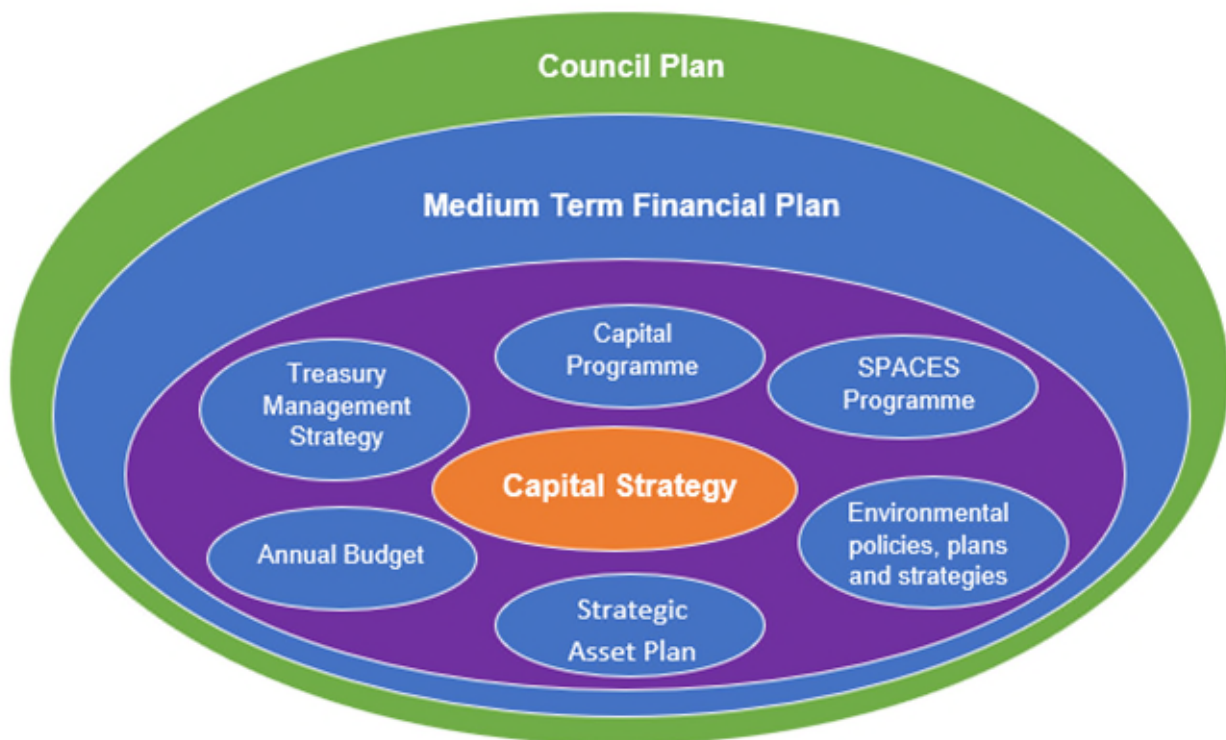 Council Plan
Medium Term Financial Plan
Capital
Programme
SPACES
Programme
Treasury
Management
Strategy
Capital Strategy
Environmental
policies, plans
and strategies
Annual Budget
Strategic
Asset Plan